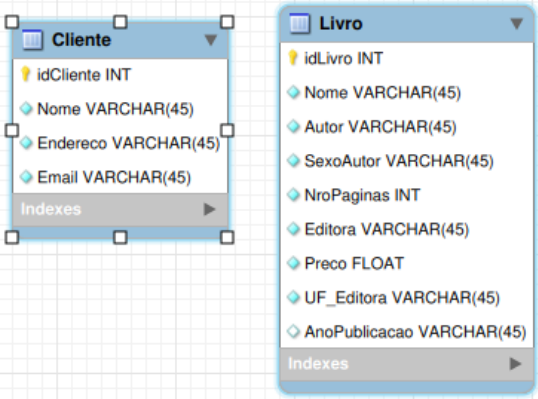 Cliente
idCliente INT
Nome VARCHAR(45)
Endereco VARCHAR(45)
Email VARCHAR(45)
Indexes
Livro
idLivro INT
Nome VARCHAR(45)
Autor VARCHAR(45)
SexoAutor VARCHAR(45)
NroPaginas INT
Editora VARCHAR(45)
Preco FLOAT
UF_Editora VARCHAR(45)
AnoPublicacao VARCHAR(45)
Indexes